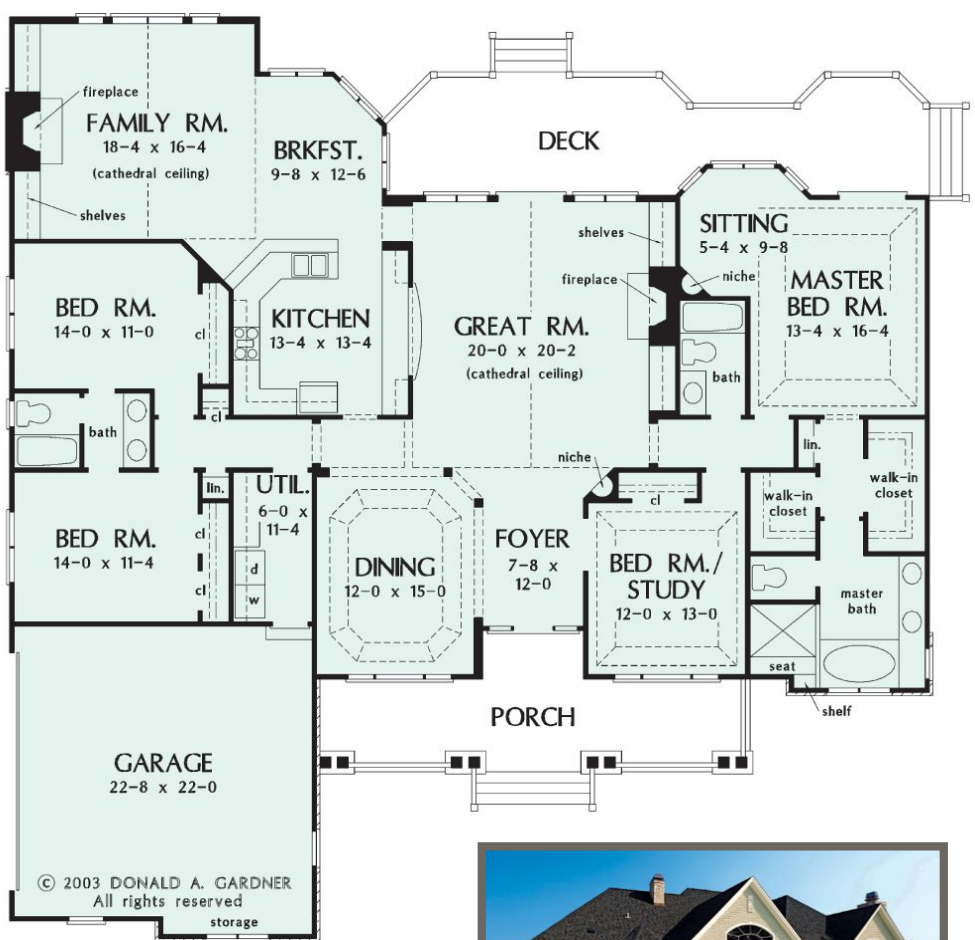 fireplace
FAMILY RM.
18-4 x 16-4
(cathedral ceiling)
shelves
BRKFST.
9-8 x 12-6
DECK
SITTING
5-4 x 9-8
niche
MASTER
BED RM.
13-4 x 16-4
shelves
fireplace
GREAT RM.
20-0 x 20-2
(cathedral ceiling)
BED RM.
14-0 x 11-0
cl
KITCHEN
13-4 x 13-4
bath
cl
bath
lin.
walk-in
closet
walk-in
closet
niche
cl
lin.
UTIL.
6-0 x
11-4
d
w
BED RM.
14-0 x 11-4
cl
cl
DINING
12-0 x 15-0
FOYER
7-8 x
12-0
BED RM./
STUDY
12-0 x 13-0
master
bath
seat
shelf
PORCH
GARAGE
22-8 x 22-0
© 2003 DONALD A. GARDNER
All rights reserved
storage